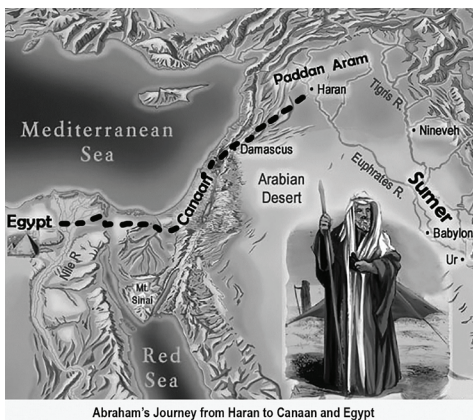 Paddan Aram
Haran
Tigris R.
Mediterranean
Sea
Nineveh
Damascus
Euphrates R.
Canaan
Arabian
Desert
Sumer
Egypt
Babylon
Ur
Nile R.
Mt.
Sinai
Red
Sea
Abraham's Journey from Haran to Canaan and Egypt